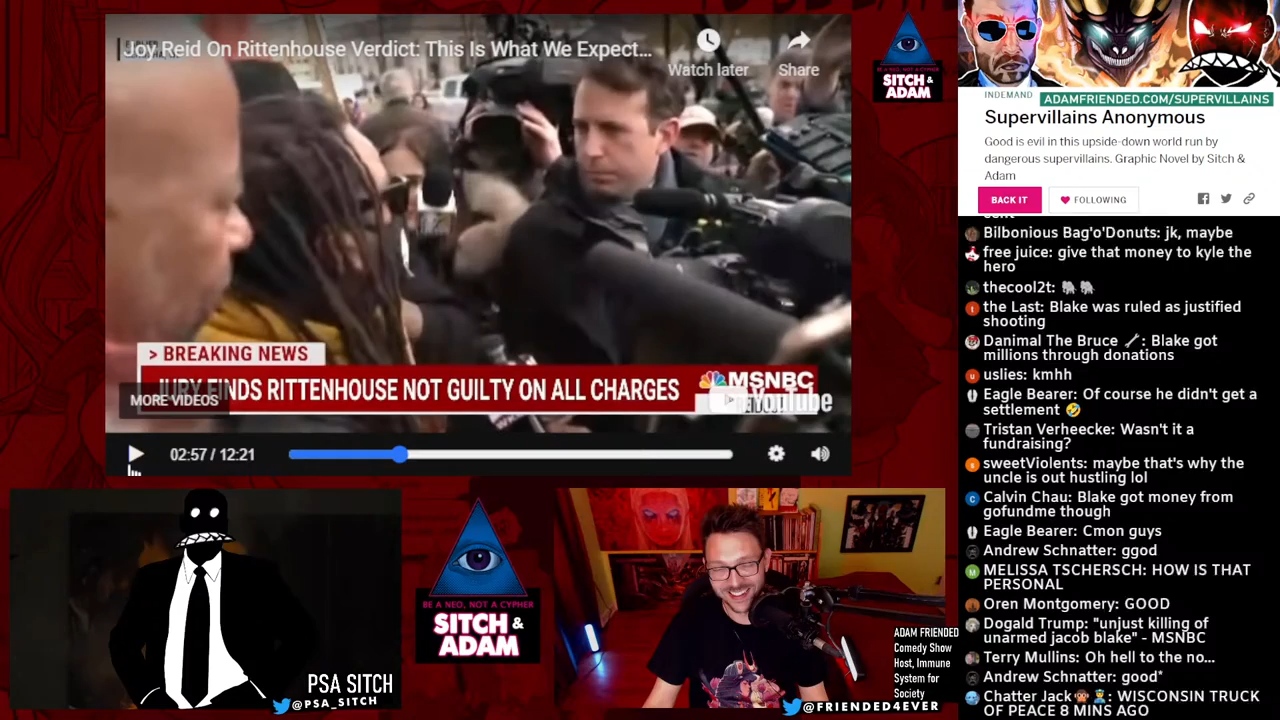 Joy Reid On Rittenhouse Verdict: This Is What We Expect...
Watch later
Share
> BREAKING NEWS
JURY FINDS RITTENHOUSE NOT GUILTY ON ALL CHARGES
MSNBC
MORE VIDEOS
YouTube
02:57 / 12:21
BE A NEO, NOT A CYPHER
SITCH &
ADAM
INDEMAND
ADAMFRIENDED.COM/SUPERVILLAINS
Supervillains Anonymous
Good is evil in this upside-down world run by
dangerous supervillains. Graphic Novel by Sitch &
Adam
BACK IT
FOLLOWING
Bilbonious Bag'o'Donuts: jk, maybe
free juice: give that money to kyle the
hero
thecool2t: 🐘🐘
the Last: Blake was ruled as justified
shooting
Danimal The Bruce 🦯: Blake got
millions through donations
uslies: kmhh
Eagle Bearer: Of course he didn't get a
settlement 🤣
Tristan Verheecke: Wasn't it a
fundraising?
sweetViolents: maybe that's why the
uncle is out hustling lol
Calvin Chau: Blake got money from
gofundme though
Eagle Bearer: Cmon guys
Andrew Schnatter: ggod
MELISSA TSCHERSCH: HOW IS THAT
PERSONAL
Oren Montgomery: GOOD
Dogald Trump: "unjust killing of
unarmed jacob blake" - MSNBC
Terry Mullins: Oh hell to the no...
Andrew Schnatter: good*
Chatter Jack: WISCONSIN TRUCK
OF PEACE 8 MINS AGO
PSA SITCH
@PSA_SITCH
BE A NEO, NOT A CYPHER
SITCH &
ADAM
ADAM FRIENDED
Comedy Show
Host, Immune
System for
Society
@FRIENDED4EVER